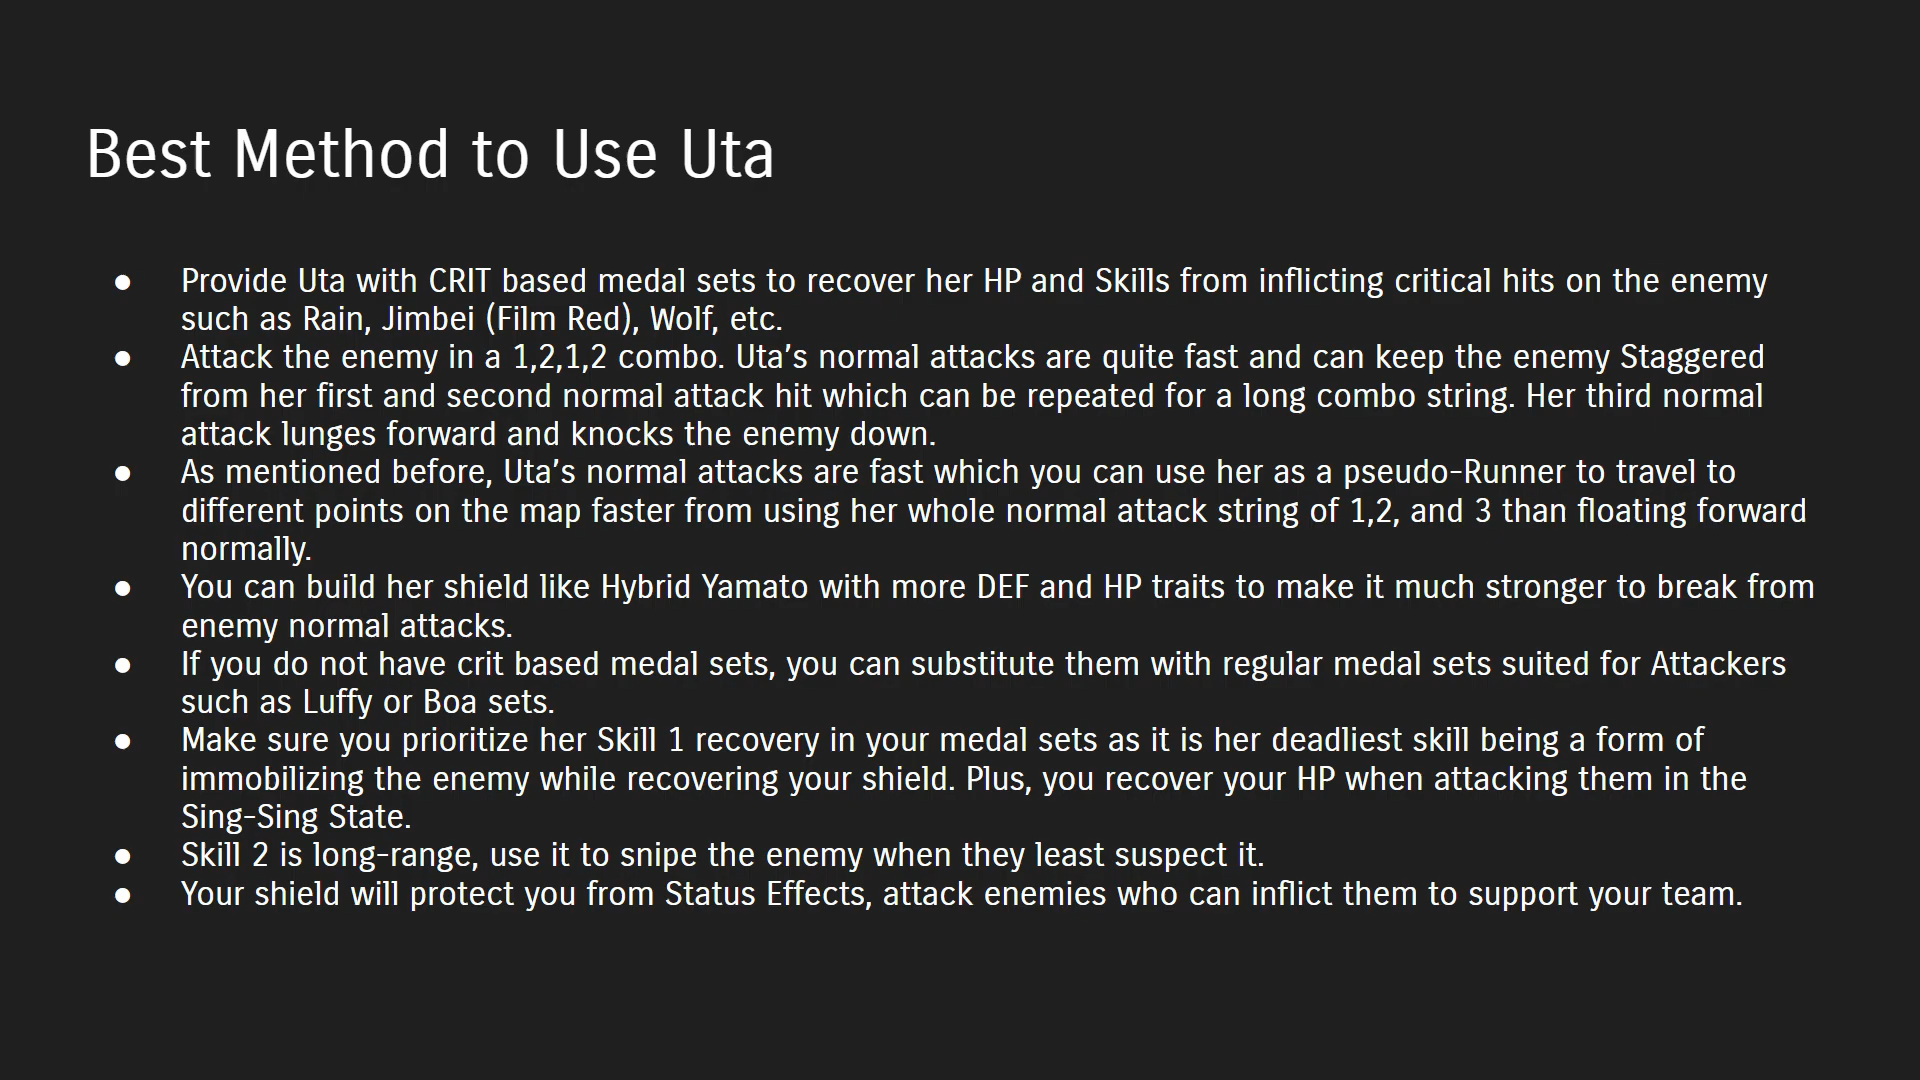 Best Method to Use Uta
● Provide Uta with CRIT based medal sets to recover her HP and Skills from inflicting critical hits on the enemy
such as Rain, Jimbei (Film Red), Wolf, etc.
● Attack the enemy in a 1,2,1,2 combo. Uta’s normal attacks are quite fast and can keep the enemy Staggered
from her first and second normal attack hit which can be repeated for a long combo string. Her third normal
attack lunges forward and knocks the enemy down.
● As mentioned before, Uta’s normal attacks are fast which you can use her as a pseudo-Runner to travel to
different points on the map faster from using her whole normal attack string of 1,2, and 3 than floating forward
normally.
● You can build her shield like Hybrid Yamato with more DEF and HP traits to make it much stronger to break from
enemy normal attacks.
● If you do not have crit based medal sets, you can substitute them with regular medal sets suited for Attackers
such as Luffy or Boa sets.
● Make sure you prioritize her Skill 1 recovery in your medal sets as it is her deadliest skill being a form of
immobilizing the enemy while recovering your shield. Plus, you recover your HP when attacking them in the
Sing-Sing State.
● Skill 2 is long-range, use it to snipe the enemy when they least suspect it.
● Your shield will protect you from Status Effects, attack enemies who can inflict them to support your team.